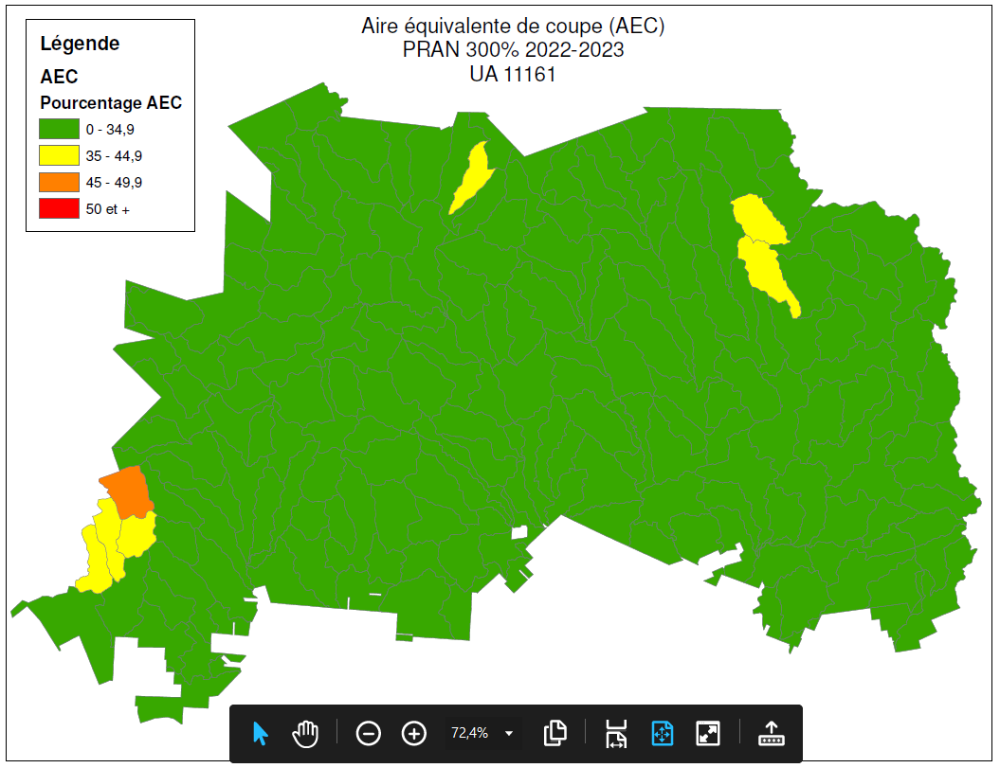 Aire équivalente de coupe (AEC)
PRAN 300% 2022-2023
UA 11161
Légende
AEC
Pourcentage AEC
0 - 34,9
35 - 44,9
45 - 49,9
50 et +
72,4%